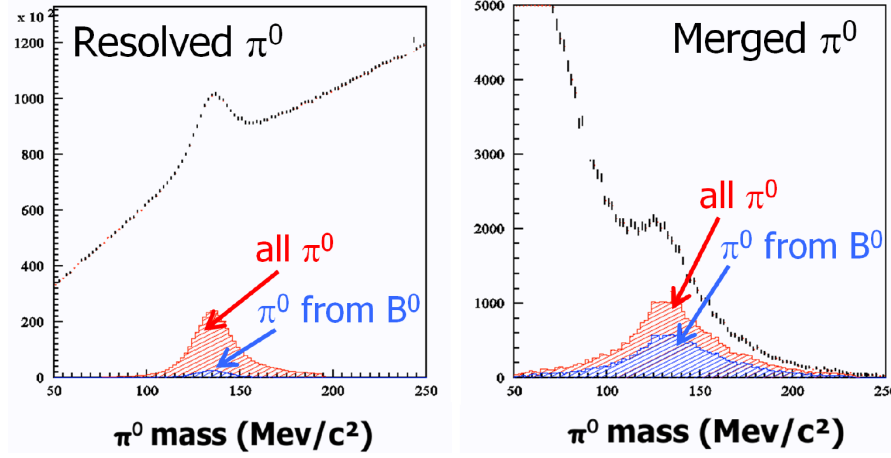 x 10²
Resolved π⁰
1200
1000
800
600
400
200
0
all π⁰
π⁰ from B⁰
50
100
150
200
250
π⁰ mass (Mev/c²)
5000
Merged π⁰
4000
3000
2000
1000
0
all π⁰
π⁰ from B⁰
50
100
150
200
250
π⁰ mass (Mev/c²)